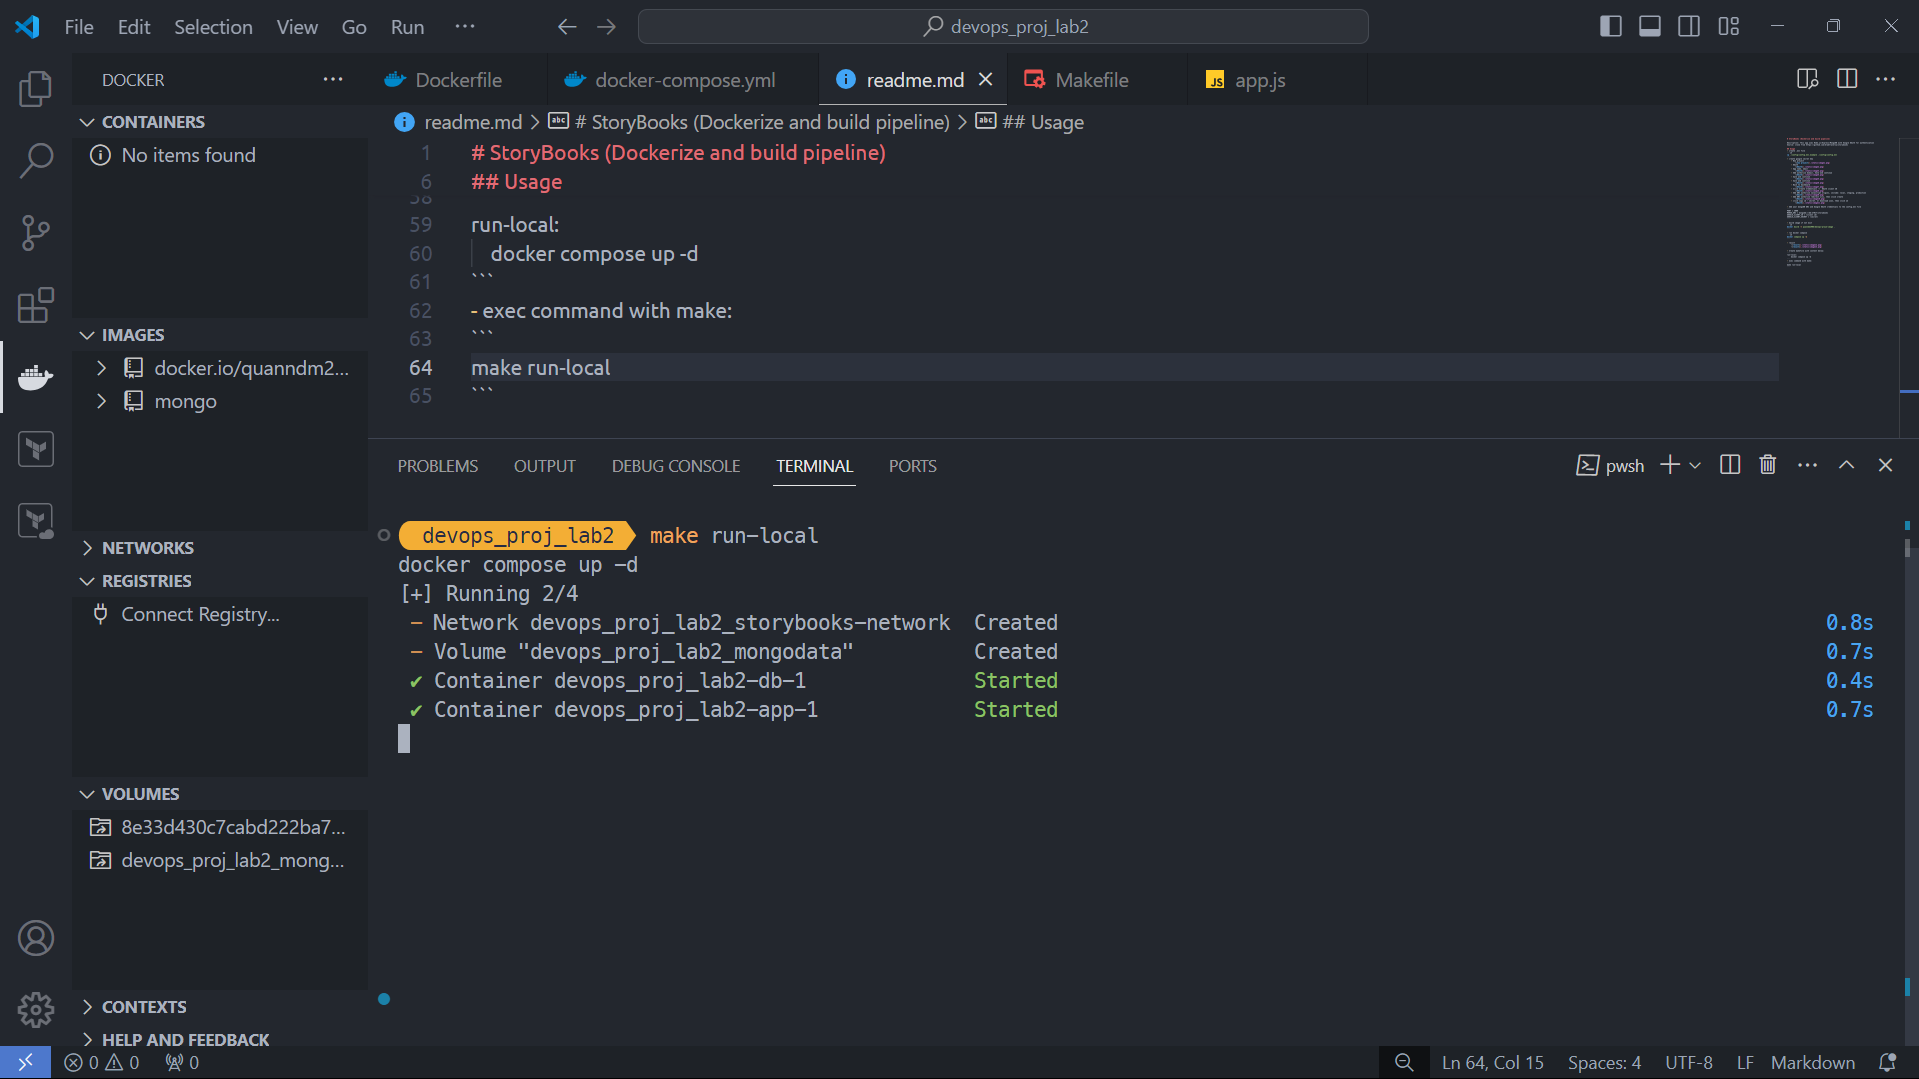 File Edit Selection View Go Run ···
devops_proj_lab2
DOCKER
Dockerfile
docker-compose.yml
readme.md
Makefile
JS app.js
CONTAINERS
No items found
IMAGES
docker.io/quanndm2...
mongo
NETWORKS
REGISTRIES
Connect Registry...
VOLUMES
8e33d430c7cabd222ba7...
devops_proj_lab2_mong...
CONTEXTS
HELP AND FEEDBACK
readme.md > # StoryBooks (Dockerize and build pipeline) > ## Usage
1 # StoryBooks (Dockerize and build pipeline)
6 ## Usage
58
59 run-local:
60 docker compose up -d
61 ```
62 - exec command with make:
63 ```
64 make run-local
65 ```
PROBLEMS OUTPUT DEBUG CONSOLE TERMINAL PORTS
pwsh
devops_proj_lab2 make run-local
docker compose up -d
[+] Running 2/4
- Network devops_proj_lab2_storybooks-network Created 0.8s
- Volume "devops_proj_lab2_mongodata" Created 0.7s
✔ Container devops_proj_lab2-db-1 Started 0.4s
✔ Container devops_proj_lab2-app-1 Started 0.7s
0 0 0
Ln 64, Col 15 Spaces: 4 UTF-8 LF Markdown